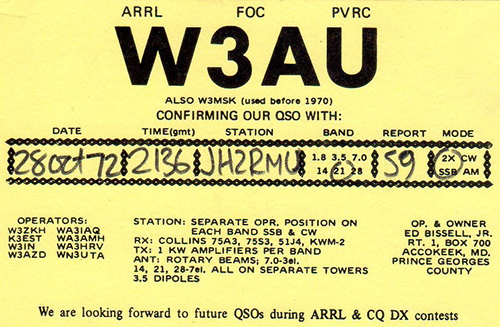 ARRL FOC PVRC
W3AU
ALSO W3MSK (used before 1970)
CONFIRMING OUR QSO WITH:
DATE TIME(gmt) STATION BAND REPORT MODE
28 Oct 72 2136 JH2RMU 1.8 3.5 7.0 59 2X CW
14 21 28 SSB AM
OPERATORS:
W3ZKH WA3IAQ
K3EST WA3AMH
W3IN WA3HRV
W3AZD WN3UTA
STATION: SEPARATE OPR. POSITION ON
EACH BAND SSB & CW
RX: COLLINS 75A3, 75S3, 51J4, KWM-2
TX: 1 KW AMPLIFIERS PER BAND
ANT: ROTARY BEAMS; 7.0-3el.
14, 21, 28-7el. ALL ON SEPARATE TOWERS
3.5 DIPOLES
OP. & OWNER
ED BISSELL, JR.
RT. 1, BOX 700
ACCOKEEK, MD.
PRINCE GEORGES
COUNTY
We are looking forward to future QSOs during ARRL & CQ DX contests